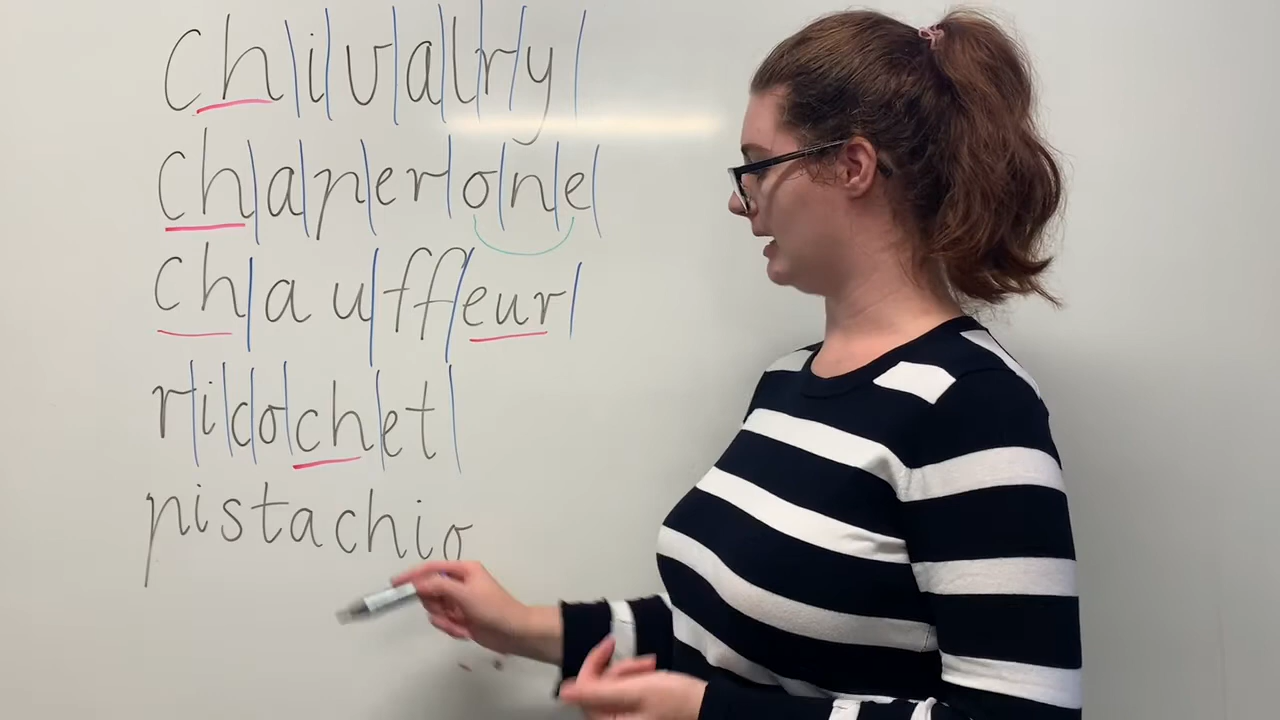 chivalry
chaperone
chauffeur
ricochet
pistachio